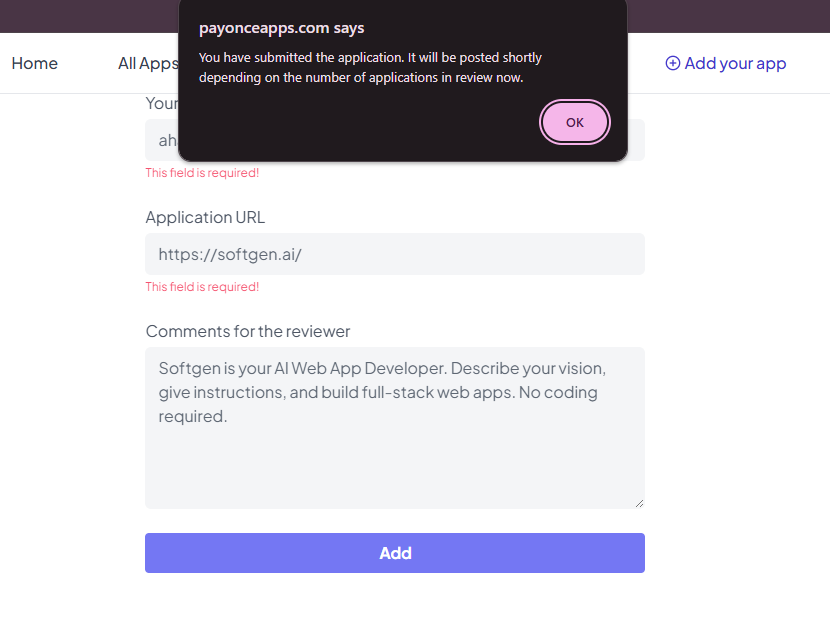 payonceapps.com says
You have submitted the application. It will be posted shortly
depending on the number of applications in review now.
OK
Home
All Apps
Add your app
Your
ah
This field is required!
Application URL
https://softgen.ai/
This field is required!
Comments for the reviewer
Softgen is your AI Web App Developer. Describe your vision,
give instructions, and build full-stack web apps. No coding
required.
Add